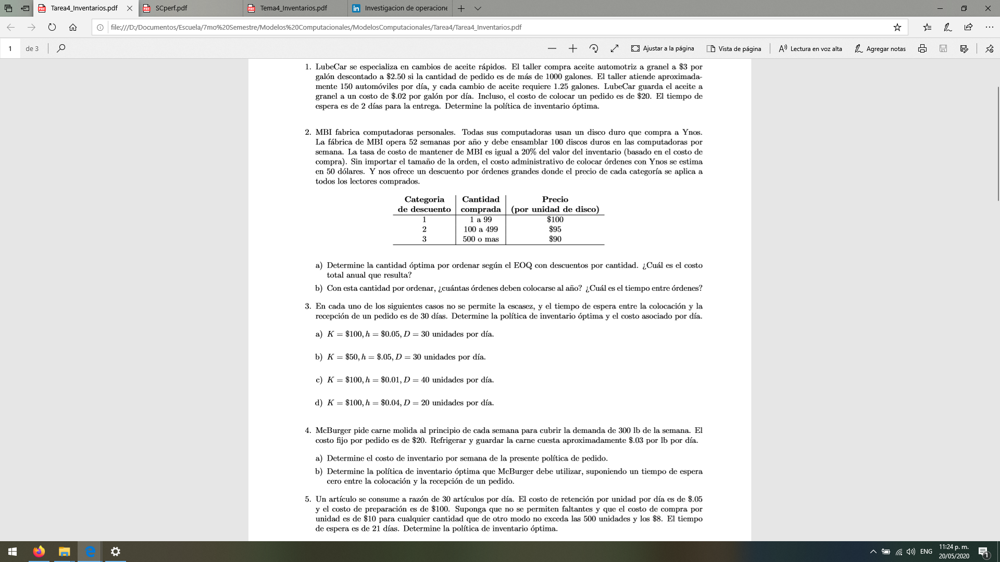 Tarea4_Inventarios.pdf
SCperf.pdf
Tema4_Inventarios.pdf
Investigacion de operacione
file:///D:/Documentos/Escuela/7mo%20Semestre/Modelos%20Computacionales/ModelosComputacionales/Tarea4/Tarea4_Inventarios.pdf
1 de 3
Ajustar a la página
Vista de página
Lectura en voz alta
Agregar notas
1. LubeCar se especializa en cambios de aceite rápidos. El taller compra aceite automotriz a granel a $3 por
galón descontado a $2.50 si la cantidad de pedido es de más de 1000 galones. El taller atiende aproximada-
mente 150 automóviles por día, y cada cambio de aceite requiere 1.25 galones. LubeCar guarda el aceite a
granel a un costo de $.02 por galón por día. Incluso, el costo de colocar un pedido es de $20. El tiempo de
espera es de 2 días para la entrega. Determine la política de inventario óptima.
2. MBI fabrica computadoras personales. Todas sus computadoras usan un disco duro que compra a Ynos.
La fábrica de MBI opera 52 semanas por año y debe ensamblar 100 discos duros en las computadoras por
semana. La tasa de costo de mantener de MBI es igual a 20% del valor del inventario (basado en el costo de
compra). Sin importar el tamaño de la orden, el costo administrativo de colocar órdenes con Ynos se estima
en 50 dólares. Y nos ofrece un descuento por órdenes grandes donde el precio de cada categoría se aplica a
todos los lectores comprados.
Categoria Cantidad Precio
de descuento comprada (por unidad de disco)
1 1 a 99 $100
2 100 a 499 $95
3 500 o mas $90
a) Determine la cantidad óptima por ordenar según el EOQ con descuentos por cantidad. ¿Cuál es el costo
total anual que resulta?
b) Con esta cantidad por ordenar, ¿cuántas órdenes deben colocarse al año? ¿Cuál es el tiempo entre órdenes?
3. En cada uno de los siguientes casos no se permite la escasez, y el tiempo de espera entre la colocación y la
recepción de un pedido es de 30 días. Determine la política de inventario óptima y el costo asociado por día.
a) K = $100, h = $0.05, D = 30 unidades por día.
b) K = $50, h = $.05, D = 30 unidades por día.
c) K = $100, h = $0.01, D = 40 unidades por día.
d) K = $100, h = $0.04, D = 20 unidades por día.
4. McBurger pide carne molida al principio de cada semana para cubrir la demanda de 300 lb de la semana. El
costo fijo por pedido es de $20. Refrigerar y guardar la carne cuesta aproximadamente $.03 por lb por día.
a) Determine el costo de inventario por semana de la presente política de pedido.
b) Determine la política de inventario óptima que McBurger debe utilizar, suponiendo un tiempo de espera
cero entre la colocación y la recepción de un pedido.
5. Un artículo se consume a razón de 30 artículos por día. El costo de retención por unidad por día es de $.05
y el costo de preparación es de $100. Suponga que no se permiten faltantes y que el costo de compra por
unidad es de $10 para cualquier cantidad que de otro modo no exceda las 500 unidades y los $8. El tiempo
de espera es de 21 días. Determine la política de inventario óptima.
ENG
11:24 p. m.
20/05/2020
1